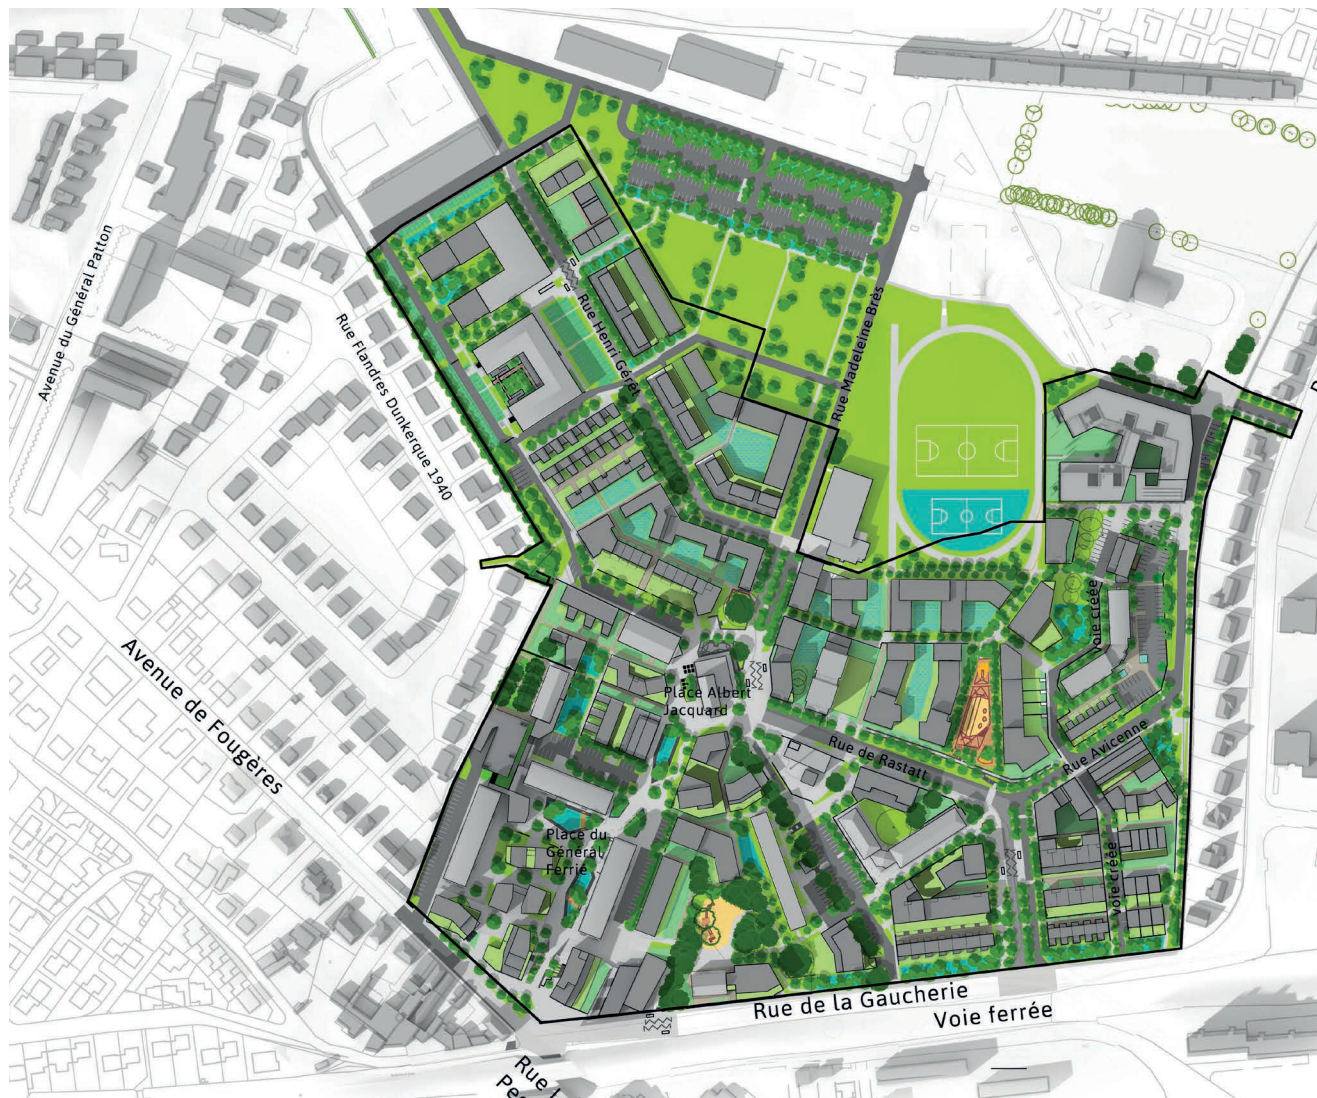 Avenue du Général Patton
Rue Flandres Dunkerque 1940
Rue Henri Géret
Rue Madeleine Brès
Avenue de Fougères
voie créée
Place Albert
Jacquard
Rue de Rastatt
Rue Avicenne
Place du
Général
Ferrié
voie créée
Rue de la Gaucherie
Voie ferrée
Rue